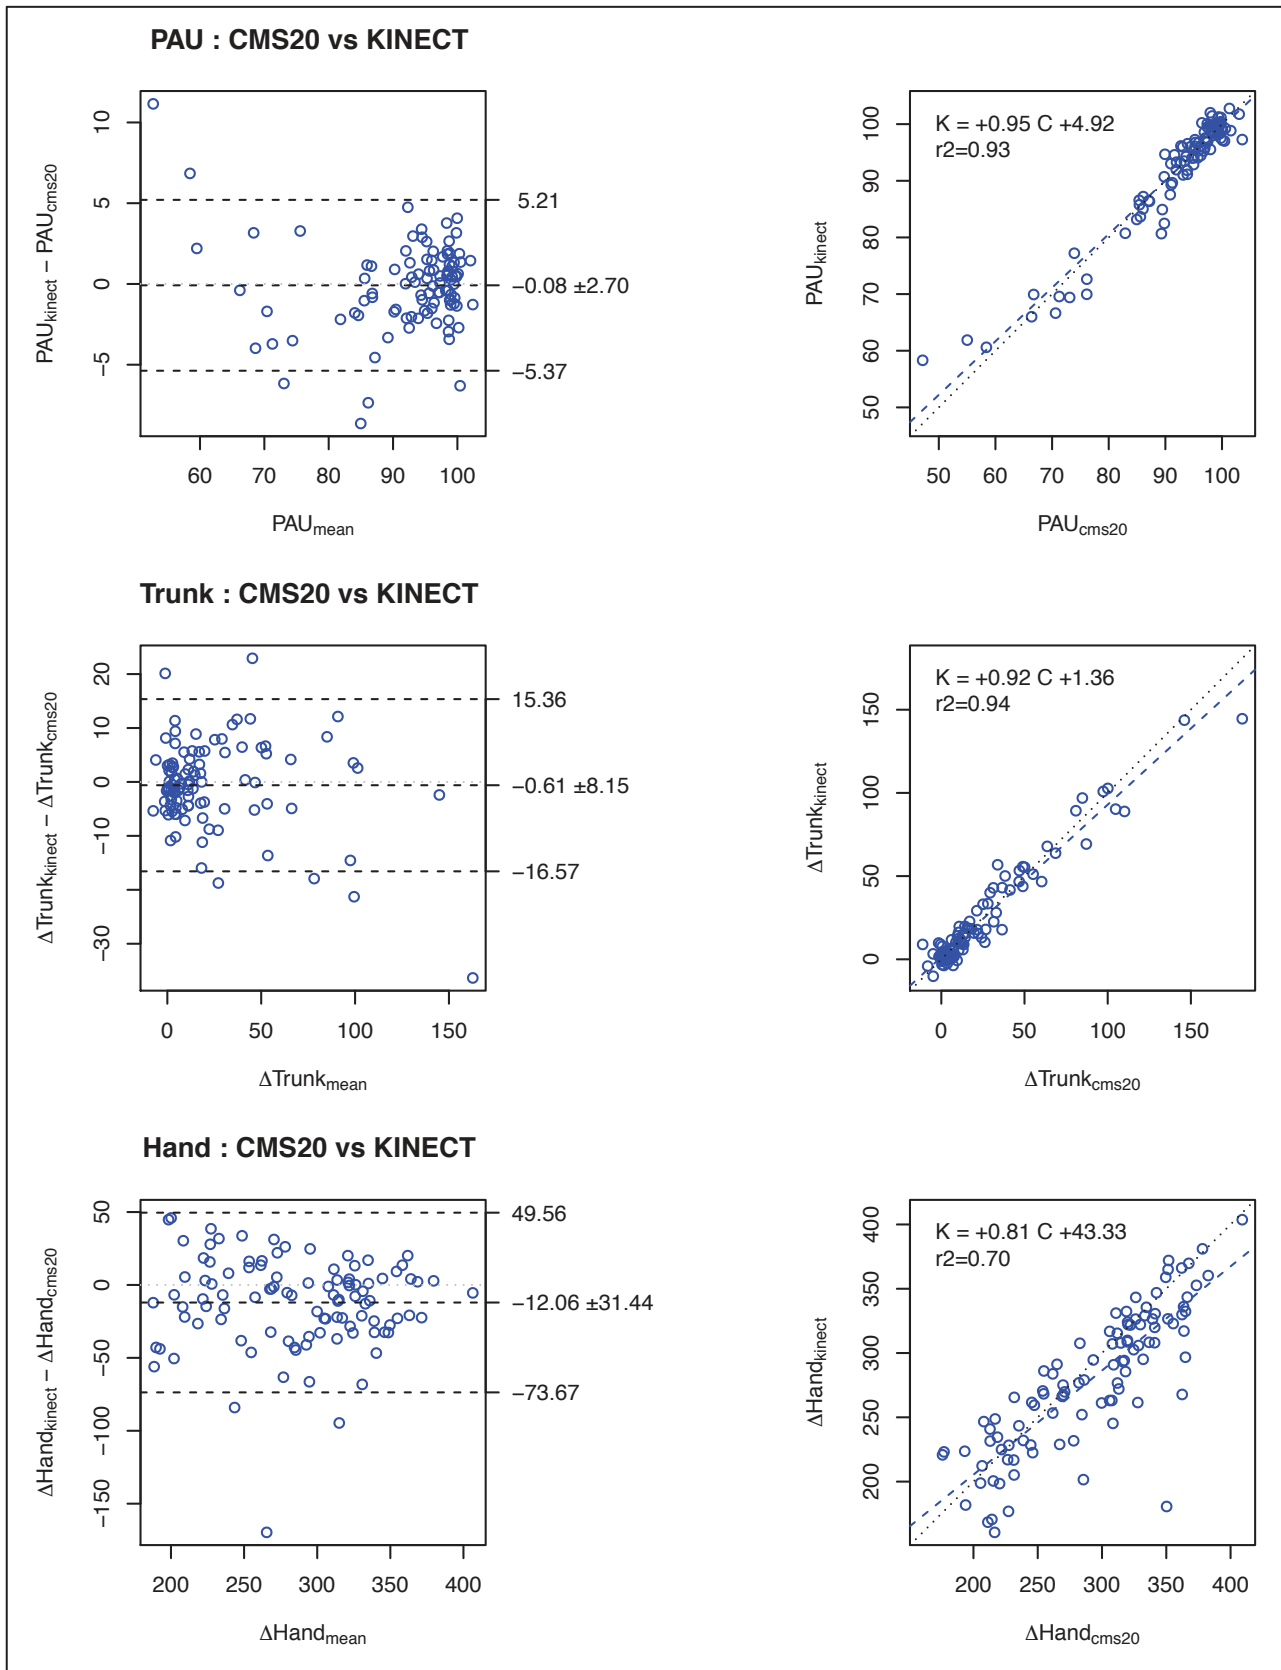 PAU : CMS20 vs KINECT
10
5
0
−5
PAUkinect − PAUcms20
5.21
−0.08 ±2.70
−5.37
60 70 80 90 100
PAUmean
K = +0.95 C +4.92
r2=0.93
100
90
80
70
60
50
PAUkinect
50 60 70 80 90 100
PAUcms20
Trunk : CMS20 vs KINECT
20
10
0
−10
−30
ΔTrunkkinect − ΔTrunkcms20
15.36
−0.61 ±8.15
−16.57
0 50 100 150
ΔTrunkmean
K = +0.92 C +1.36
r2=0.94
150
100
50
0
ΔTrunkkinect
0 50 100 150
ΔTrunkcms20
Hand : CMS20 vs KINECT
50
0
−50
−100
−150
ΔHandkinect − ΔHandcms20
49.56
−12.06 ±31.44
−73.67
200 250 300 350 400
ΔHandmean
K = +0.81 C +43.33
r2=0.70
400
350
300
250
200
ΔHandkinect
200 250 300 350 400
ΔHandcms20